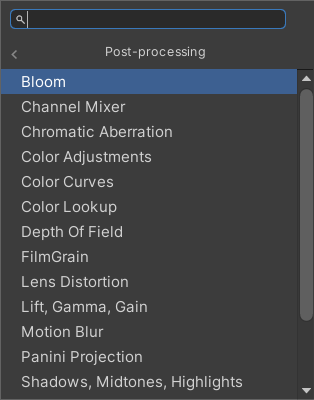 Post-processing
Bloom
Channel Mixer
Chromatic Aberration
Color Adjustments
Color Curves
Color Lookup
Depth Of Field
FilmGrain
Lens Distortion
Lift, Gamma, Gain
Motion Blur
Panini Projection
Shadows, Midtones, Highlights